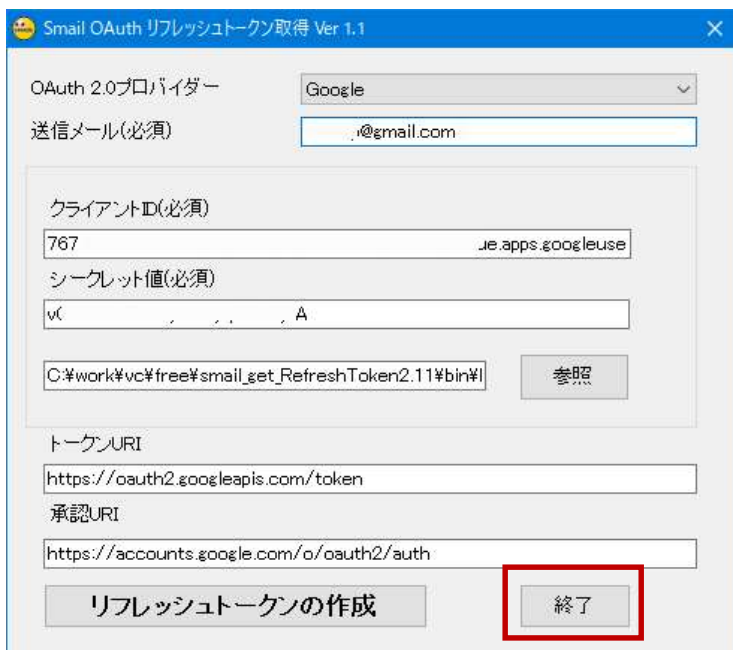 Smail OAuth リフレッシュトークン取得 Ver 1.1
OAuth 2.0プロバイダー
Google
送信メール(必須)
@gmail.com
クライアントID(必須)
767 ue.apps.googleuse
シークレット値(必須)
v( A
C:¥work¥vc¥free¥smail_get_RefreshToken2.11¥bin¥l
参照
トークンURI
https://oauth2.googleapis.com/token
承認URI
https://accounts.google.com/o/oauth2/auth
リフレッシュトークンの作成
終了